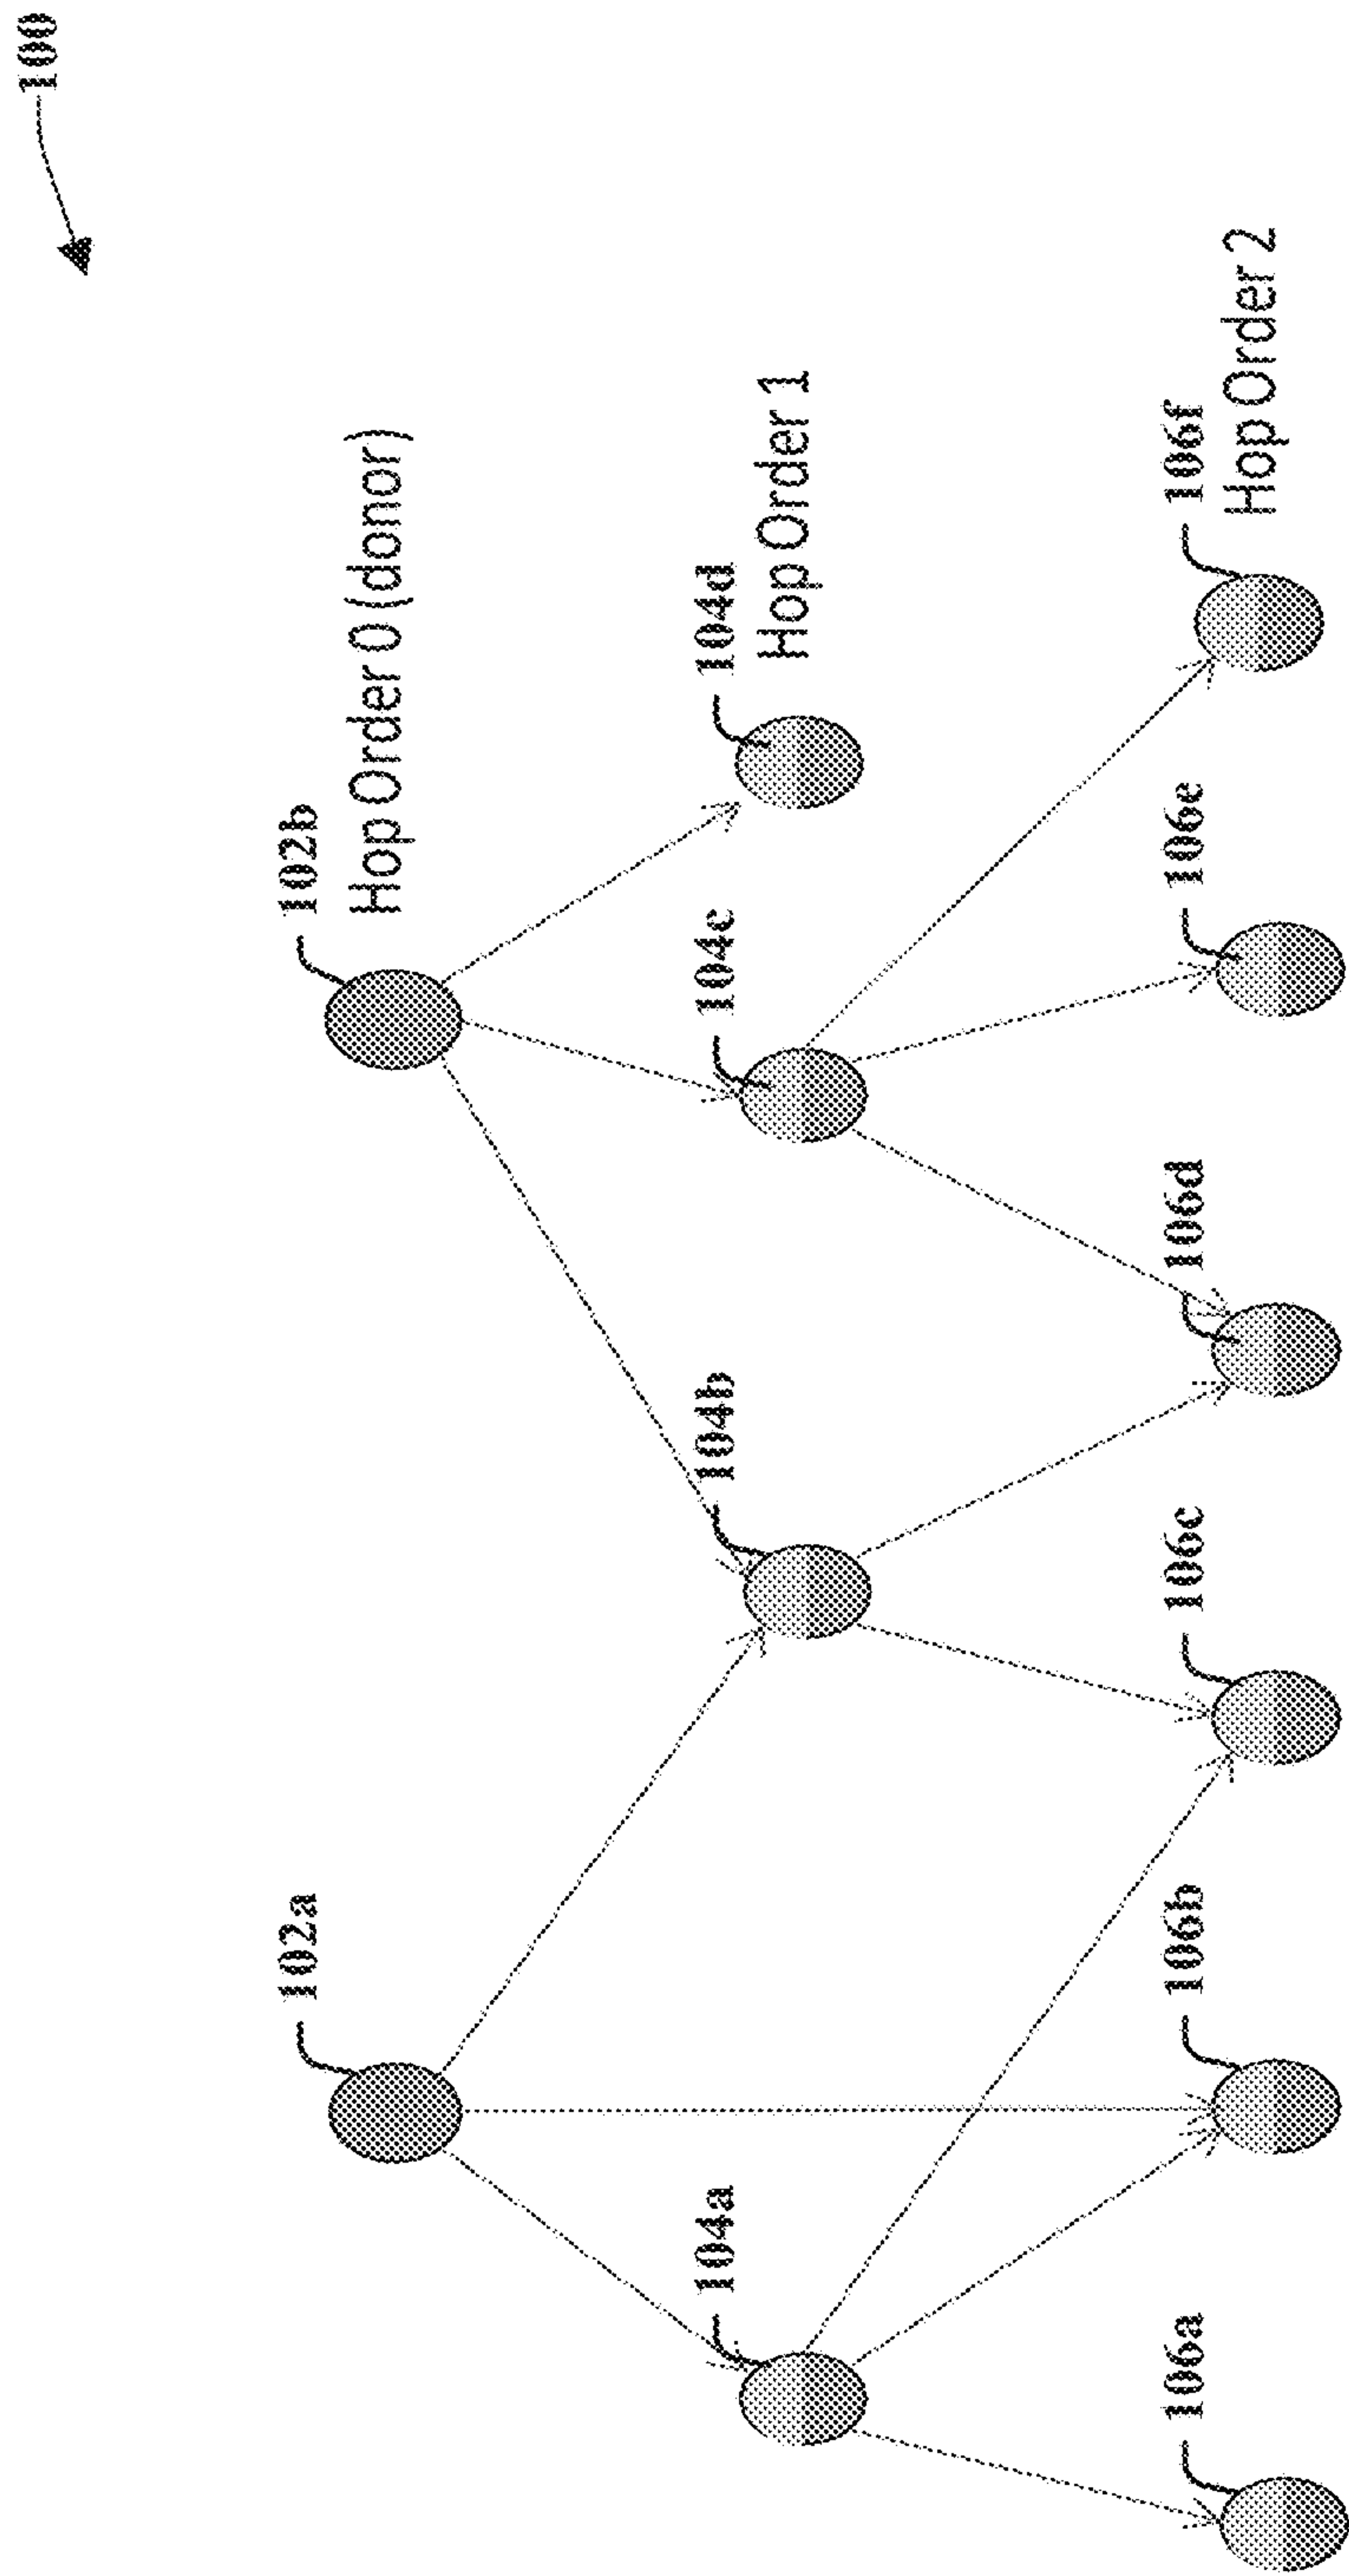 100
102a
102b
Hop Order 0 (donor)
104a
104b
104c
104d
Hop Order 1
106a
106b
106c
106d
106e
106f
Hop Order 2